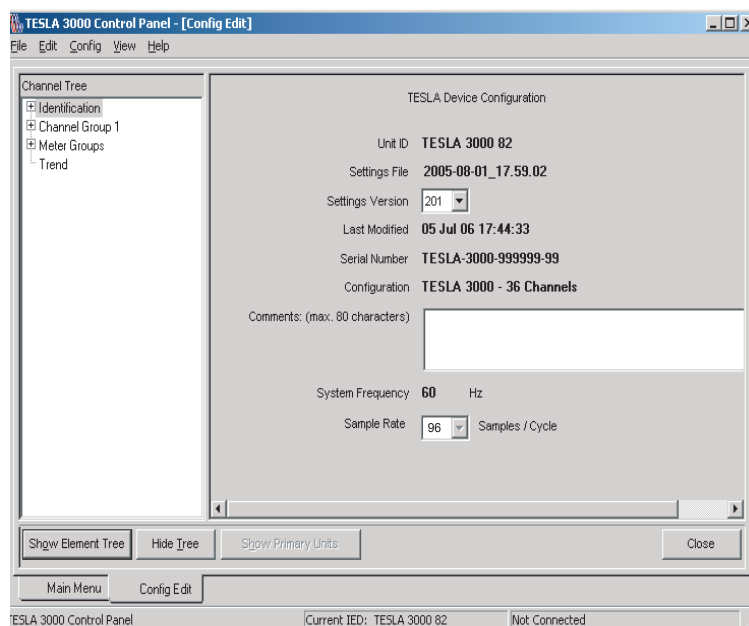 TESLA 3000 Control Panel - [Config Edit]
File Edit Config View Help
Channel Tree
Identification
Channel Group 1
Meter Groups
Trend
TESLA Device Configuration
Unit ID TESLA 3000 82
Settings File 2005-08-01_17.59.02
Settings Version 201
Last Modified 05 Jul 06 17:44:33
Serial Number TESLA-3000-999999-99
Configuration TESLA 3000 - 36 Channels
Comments: (max. 80 characters)
System Frequency 60 Hz
Sample Rate 96 Samples / Cycle
Show Element Tree Hide Tree Show Primary Units Close
Main Menu Config Edit
TESLA 3000 Control Panel Current IED: TESLA 3000 82 Not Connected